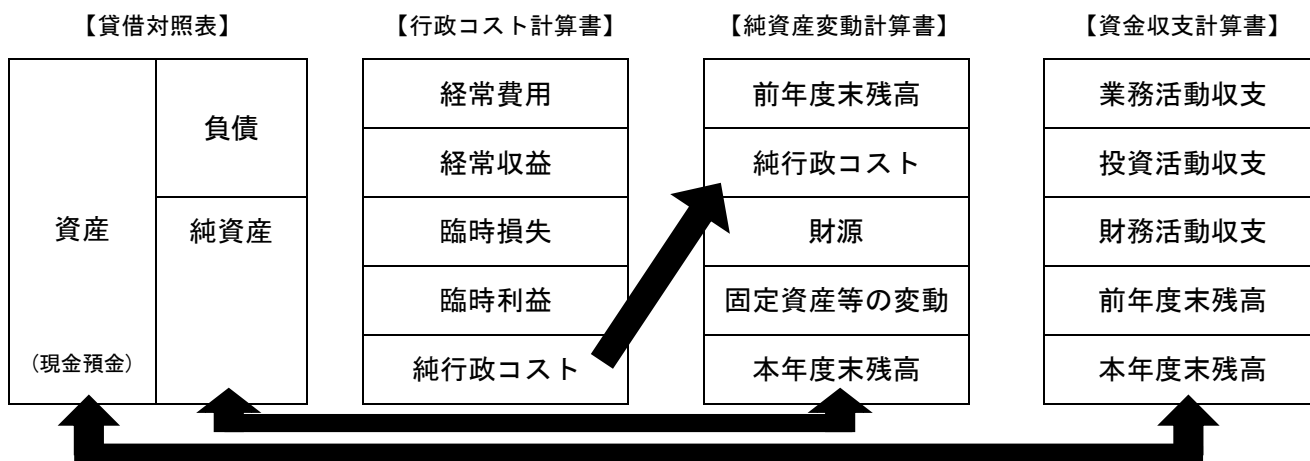 【貸借対照表】
資産
(現金預金)
負債
純資産
【行政コスト計算書】
経常費用
経常収益
臨時損失
臨時利益
純行政コスト
【純資産変動計算書】
前年度末残高
純行政コスト
財源
固定資産等の変動
本年度末残高
【資金収支計算書】
業務活動収支
投資活動収支
財務活動収支
前年度末残高
本年度末残高